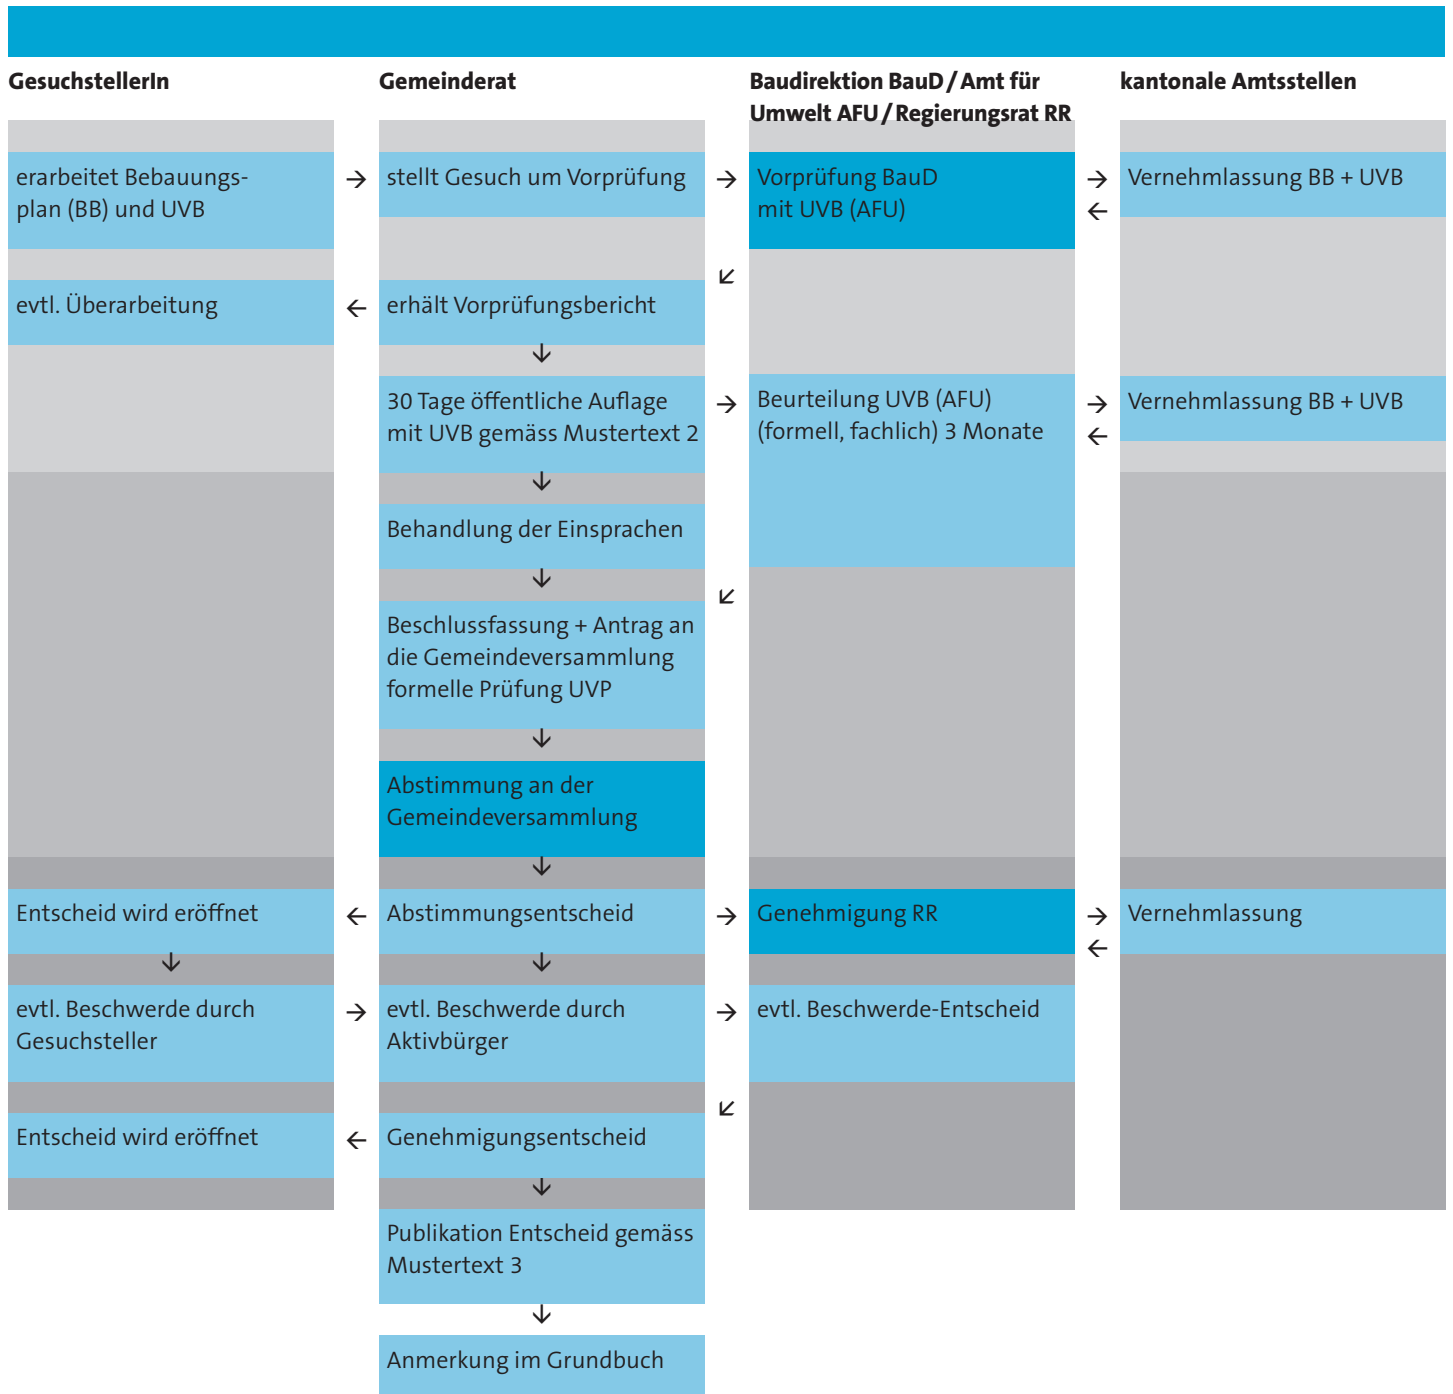 GesuchstellerIn
Gemeinderat
Baudirektion BauD / Amt für
Umwelt AFU / Regierungsrat RR
kantonale Amtsstellen
erarbeitet Bebauungs-
plan (BB) und UVB
→
stellt Gesuch um Vorprüfung
→
Vorprüfung BauD
mit UVB (AFU)
→
←
Vernehmlassung BB + UVB
↙
evtl. Überarbeitung
←
erhält Vorprüfungsbericht
↓
30 Tage öffentliche Auflage
mit UVB gemäss Mustertext 2
→
Beurteilung UVB (AFU)
(formell, fachlich) 3 Monate
→
←
Vernehmlassung BB + UVB
↓
Behandlung der Einsprachen
↓
↙
Beschlussfassung + Antrag an
die Gemeindeversammlung
formelle Prüfung UVP
↓
Abstimmung an der
Gemeindeversammlung
↓
Entscheid wird eröffnet
←
Abstimmungsentscheid
→
Genehmigung RR
→
←
Vernehmlassung
↓
↓
evtl. Beschwerde durch
Gesuchsteller
→
evtl. Beschwerde durch
Aktivbürger
→
evtl. Beschwerde-Entscheid
↙
Entscheid wird eröffnet
←
Genehmigungsentscheid
↓
Publikation Entscheid gemäss
Mustertext 3
↓
Anmerkung im Grundbuch